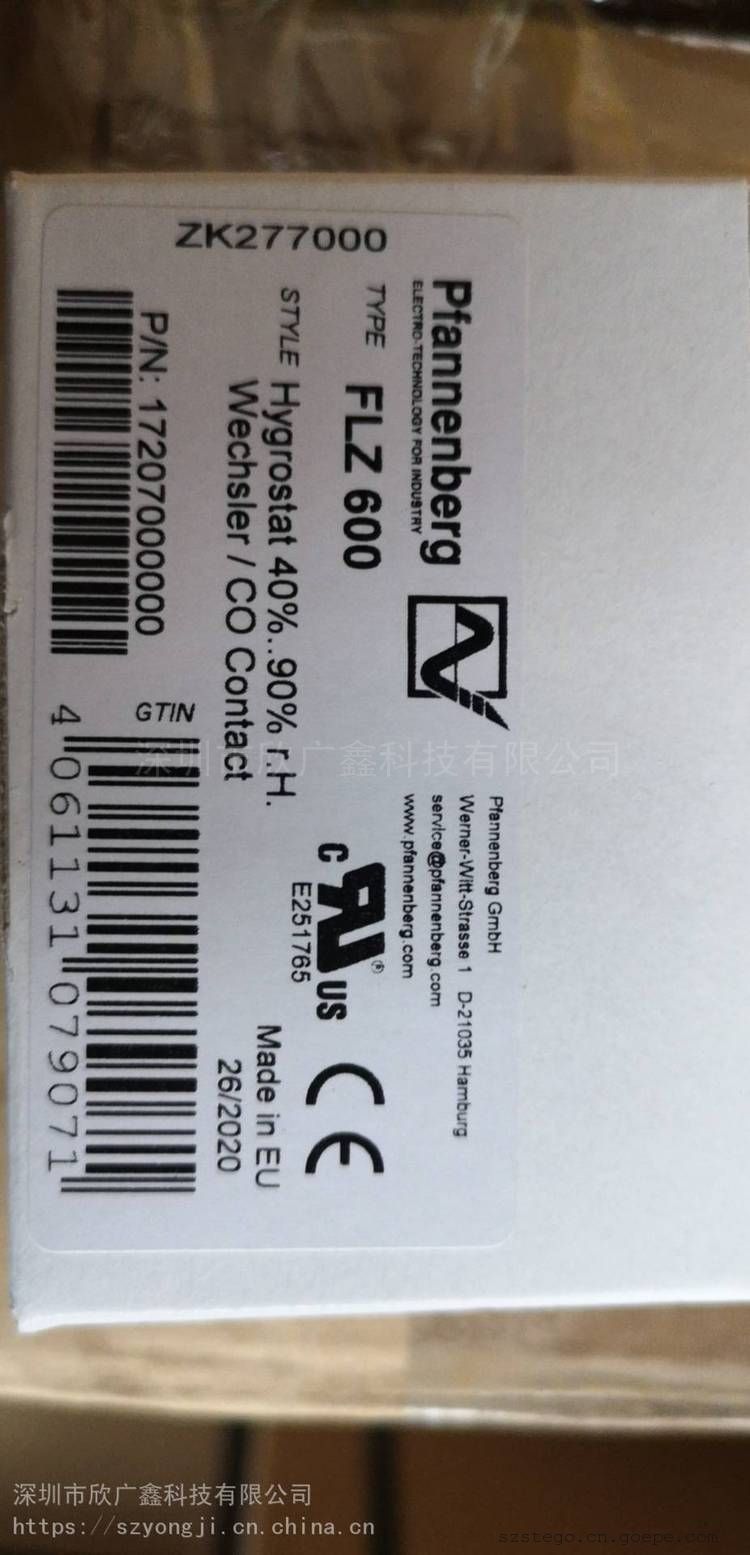 Pfannenberg
ELECTRO-TECHNOLOGY FOR INDUSTRY
Pfannenberg GmbH
Werner-Witt-Strasse 1 D-21035 Hamburg
service@pfannenberg.com
www.pfannenberg.com
TYPE FLZ 600
STYLE Hygrostat 40%..90% r.H.
Wechsler / CO Contact
C UR US ®
E251765
CE
Made in EU
26/2020
ZK277000
P/N: 17207000000
GTIN
4 061131 079071
深圳市欣广鑫科技有限公司
深圳市欣广鑫科技有限公司
https://szyongji.cn.china.cn
szstego.cn.goepe.com